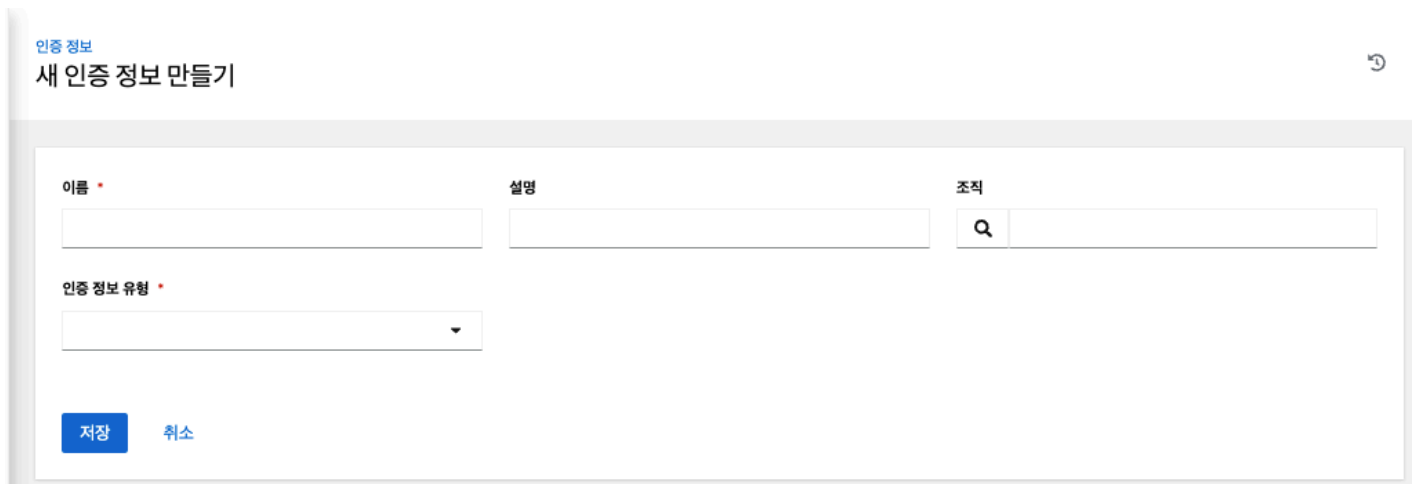 인증 정보
새 인증 정보 만들기
이름 *
설명
조직
인증 정보 유형 *
저장
취소